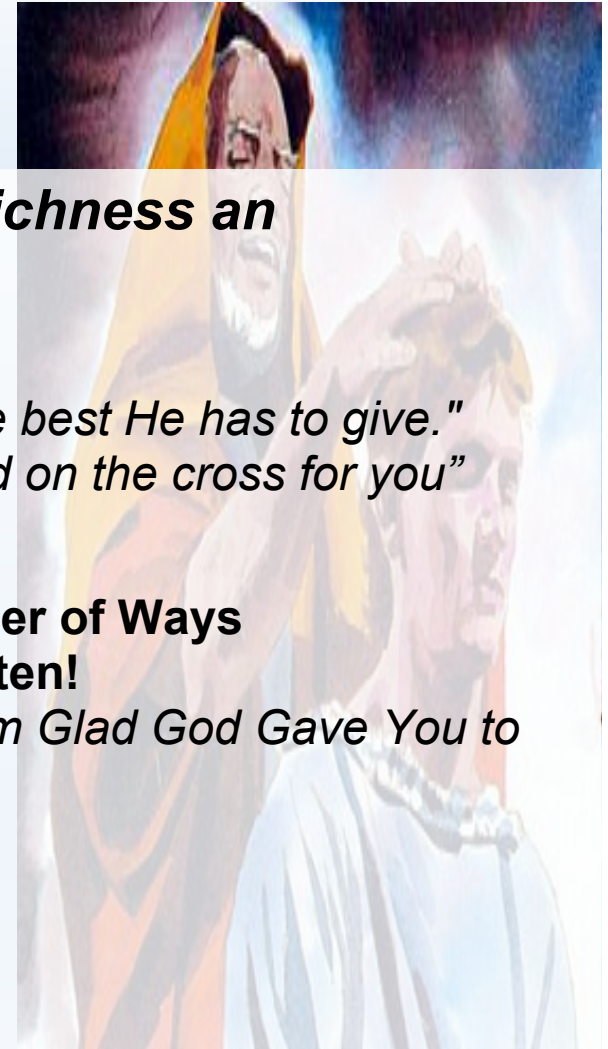 ichness an
e best He has to give."
d on the cross for you”
er of Ways
ten!
m Glad God Gave You to